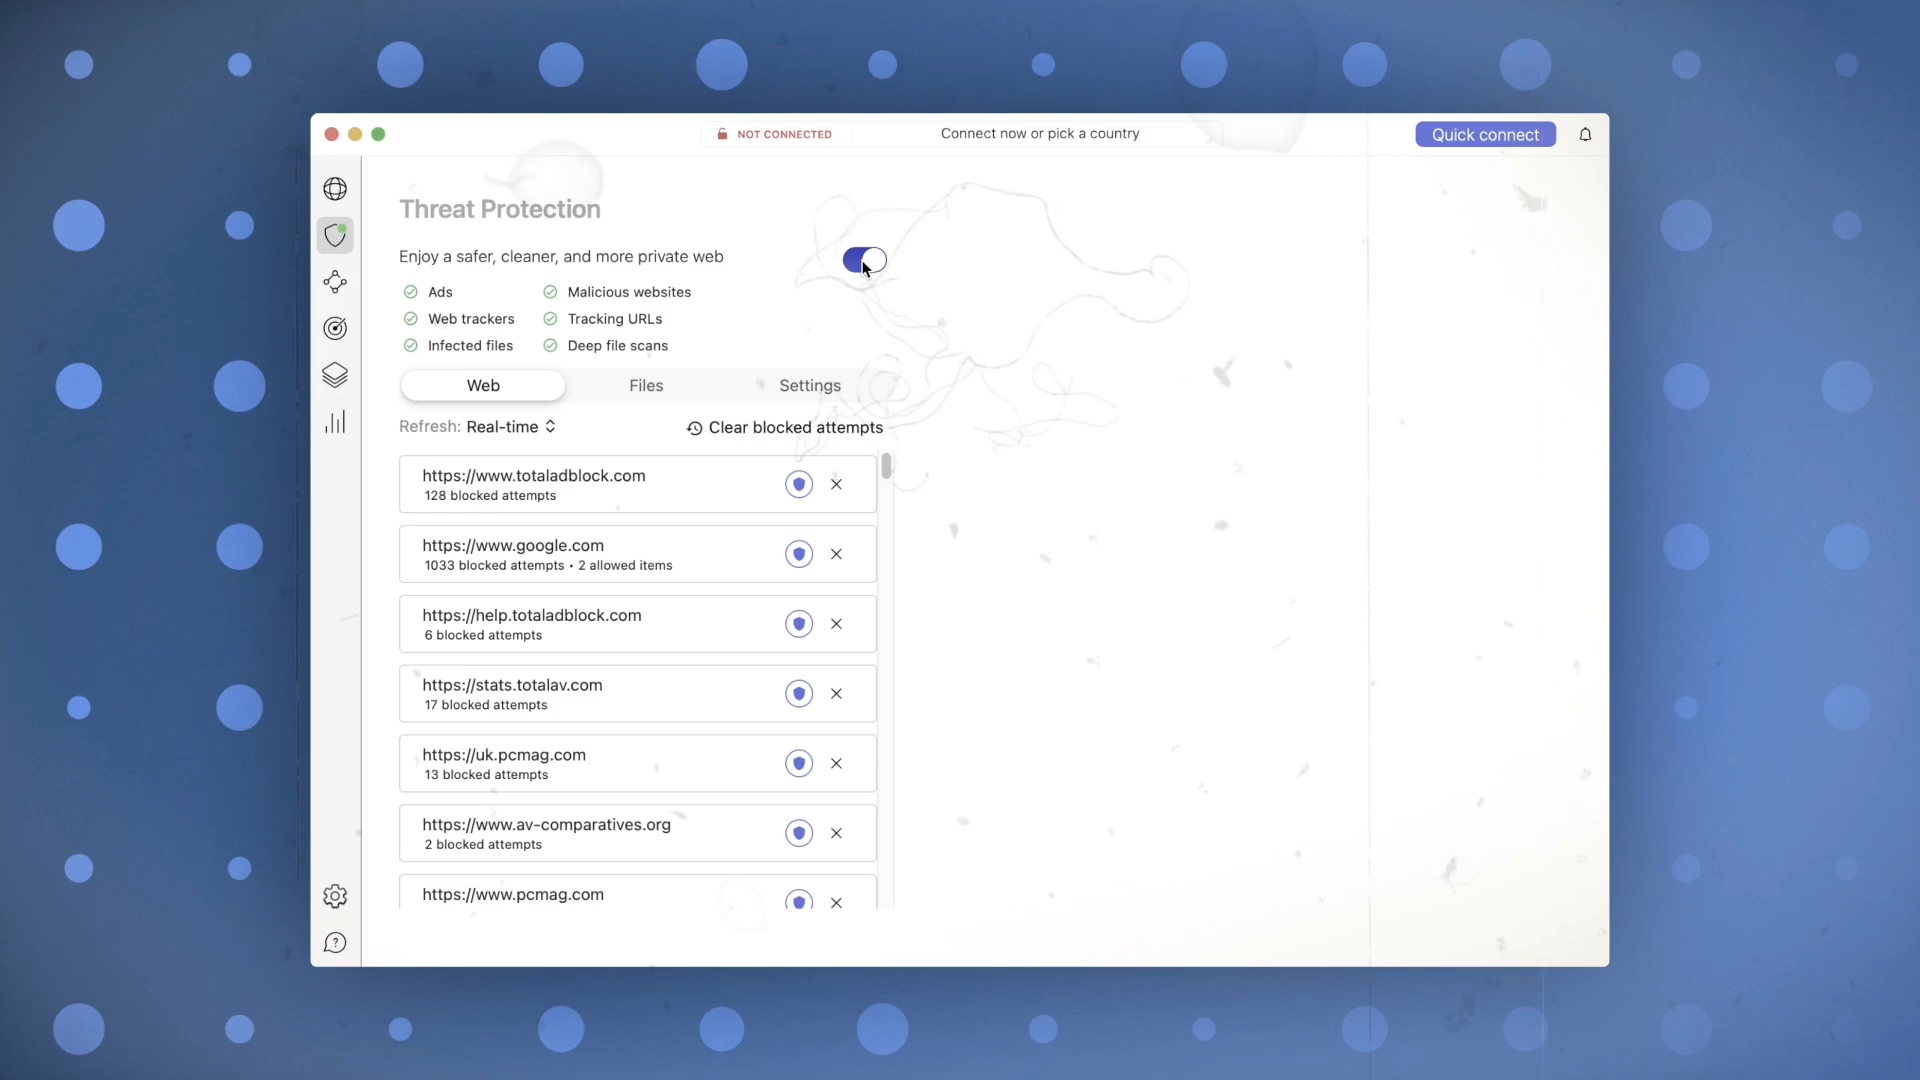 NOT CONNECTED
Connect now or pick a country
Quick connect
Threat Protection
Enjoy a safer, cleaner, and more private web
Ads
Malicious websites
Web trackers
Tracking URLs
Infected files
Deep file scans
Web
Files
Settings
Refresh: Real-time
Clear blocked attempts
https://www.totaladblock.com
128 blocked attempts
https://www.google.com
1033 blocked attempts • 2 allowed items
https://help.totaladblock.com
6 blocked attempts
https://stats.totalav.com
17 blocked attempts
https://uk.pcmag.com
13 blocked attempts
https://www.av-comparatives.org
2 blocked attempts
https://www.pcmag.com